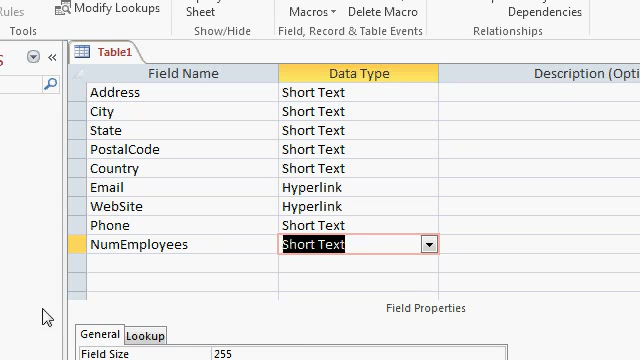 Rules
Modify Lookups
Sheet
Macros
Delete Macro
Dependencies
Tools
Show/Hide
Field, Record & Table Events
Relationships
Table1
Field Name
Data Type
Description (Opti
Address
Short Text
City
Short Text
State
Short Text
PostalCode
Short Text
Country
Short Text
Email
Hyperlink
WebSite
Hyperlink
Phone
Short Text
NumEmployees
Short Text
Field Properties
General
Lookup
Field Size
255